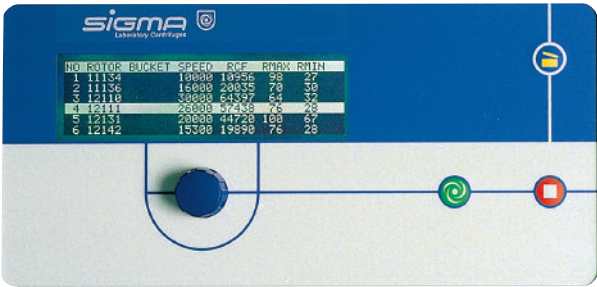 SIGMA
Laboratory Centrifuges
NO ROTOR BUCKET SPEED RCF RMAX RMIN
1 11134 10000 10956 98 27
2 11136 16000 20035 70 30
3 12110 30000 64397 64 32
4 12111 26000 57438 76 28
5 12131 20000 44720 100 67
6 12142 15300 19890 76 28